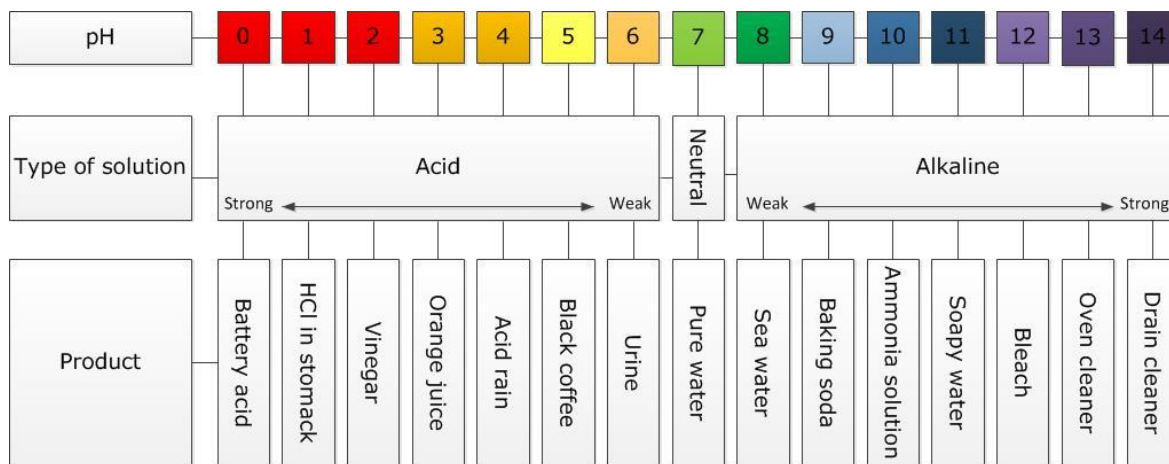 pH
0
1
2
3
4
5
6
7
8
9
10
11
12
13
14
Type of solution
Acid
Strong
Weak
Neutral
Alkaline
Weak
Strong
Product
Battery acid
HCl in stomack
Vinegar
Orange juice
Acid rain
Black coffee
Urine
Pure water
Sea water
Baking soda
Ammonia solution
Soapy water
Bleach
Oven cleaner
Drain cleaner